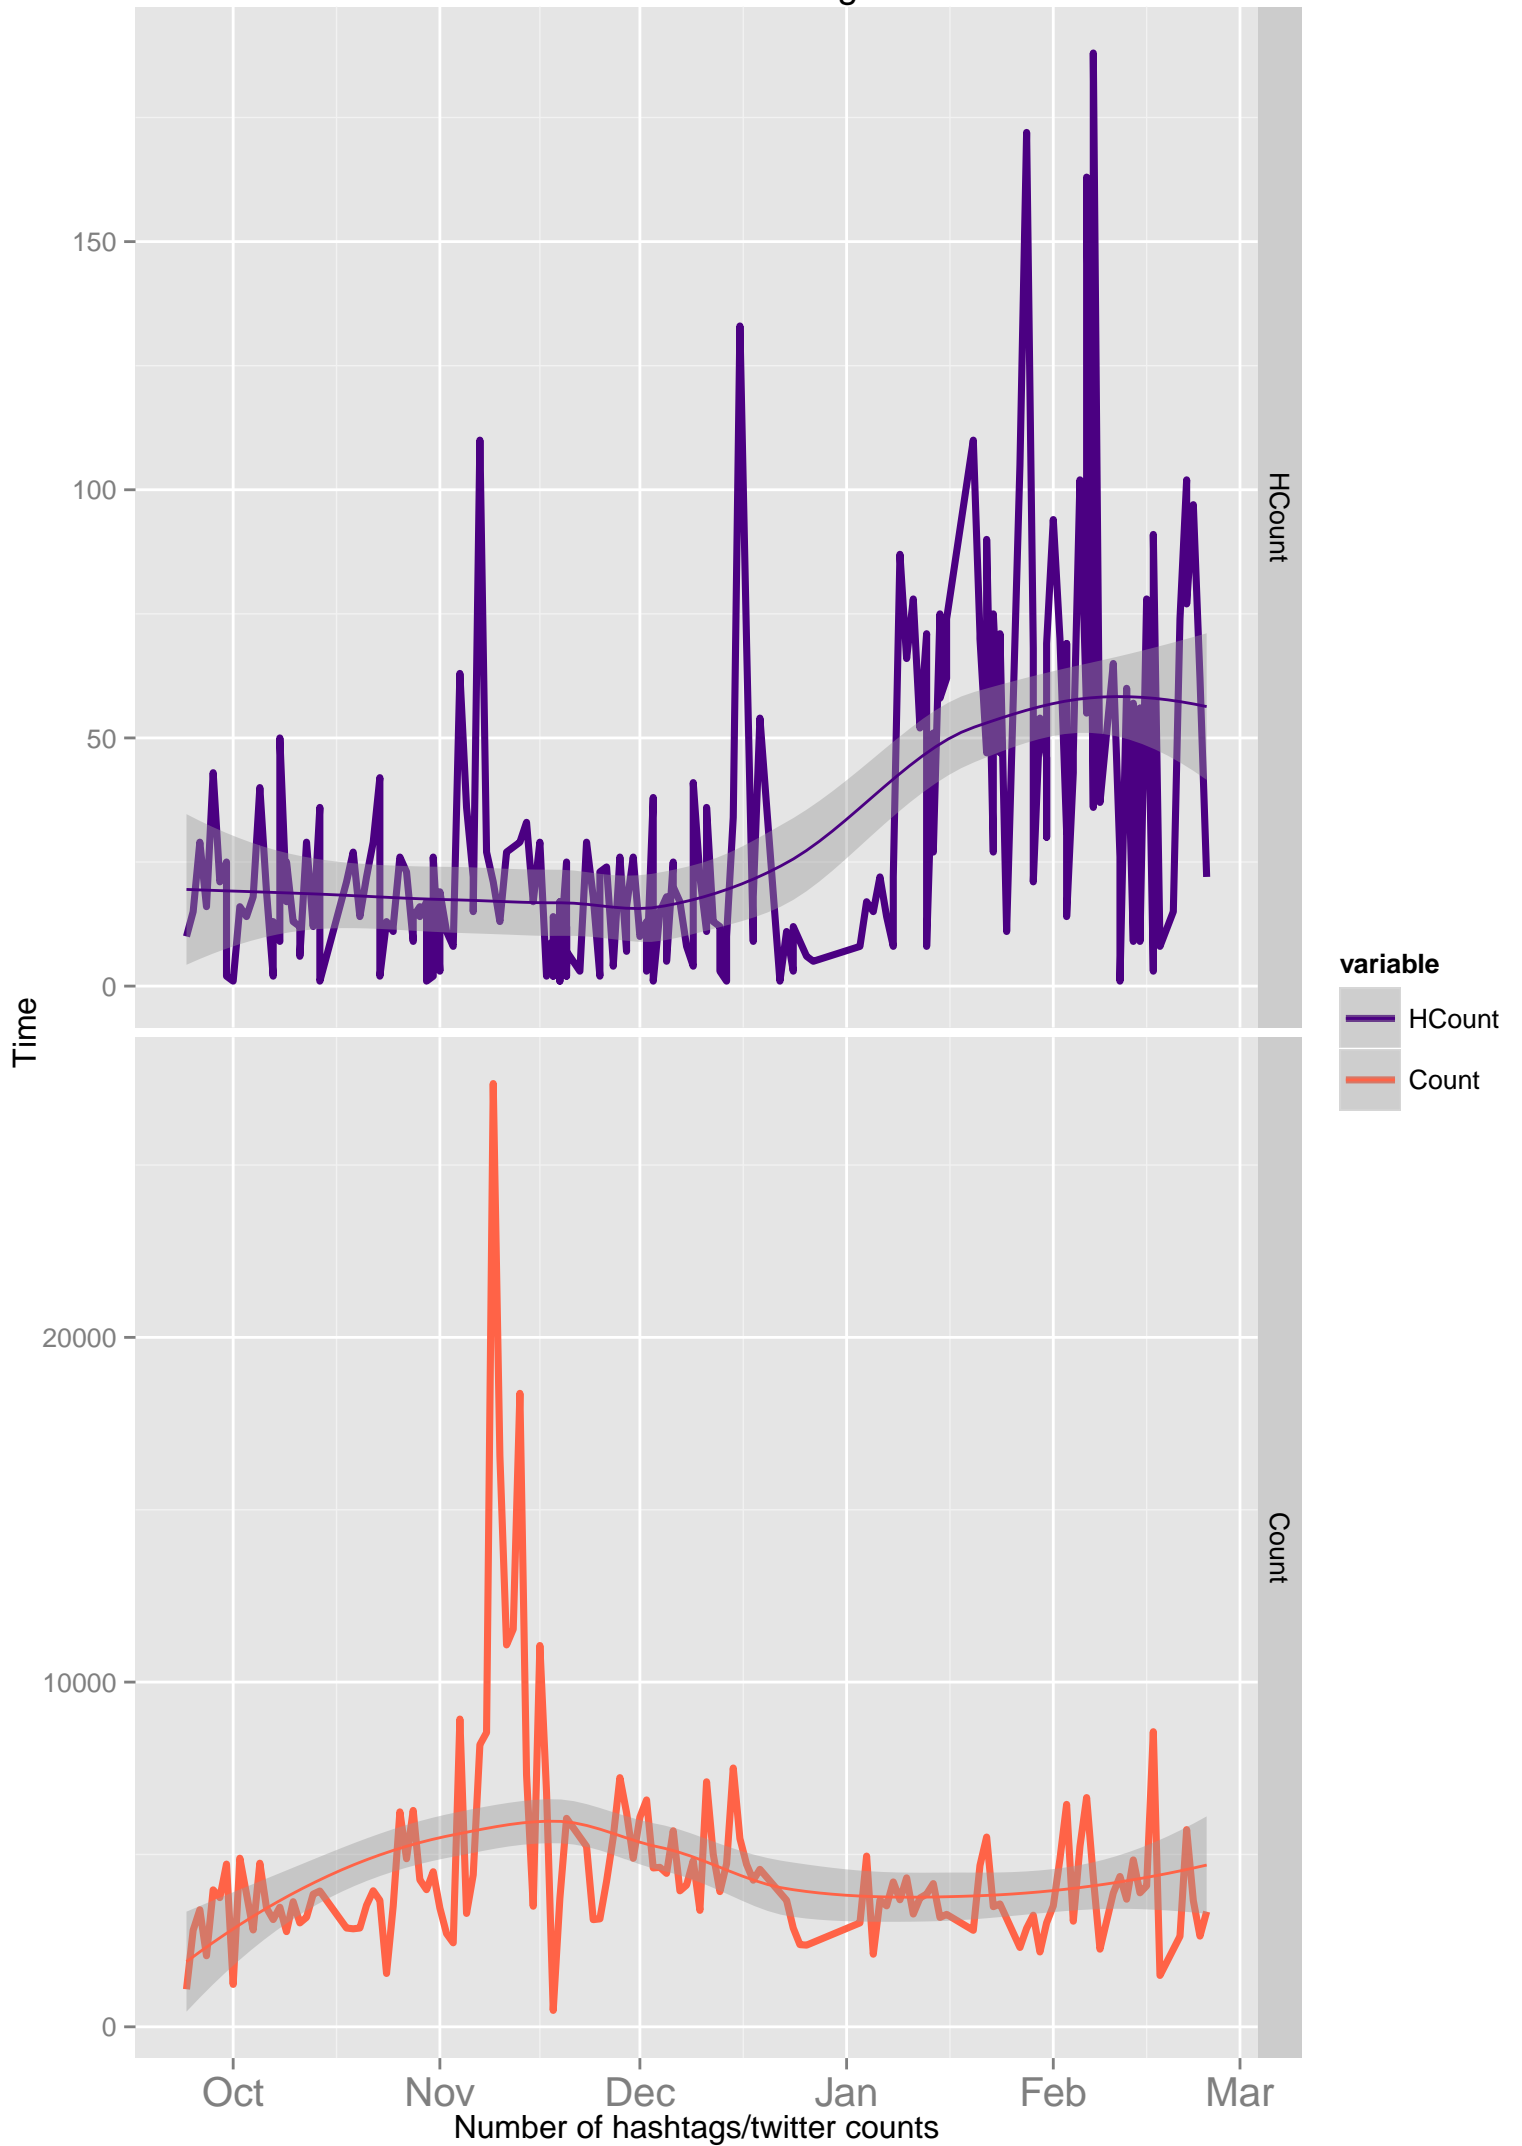 150
100
50
0
HCount
Time
variable
HCount
Count
20000
10000
0
Count
Oct Nov Dec Jan Feb Mar
Number of hashtags/twitter counts